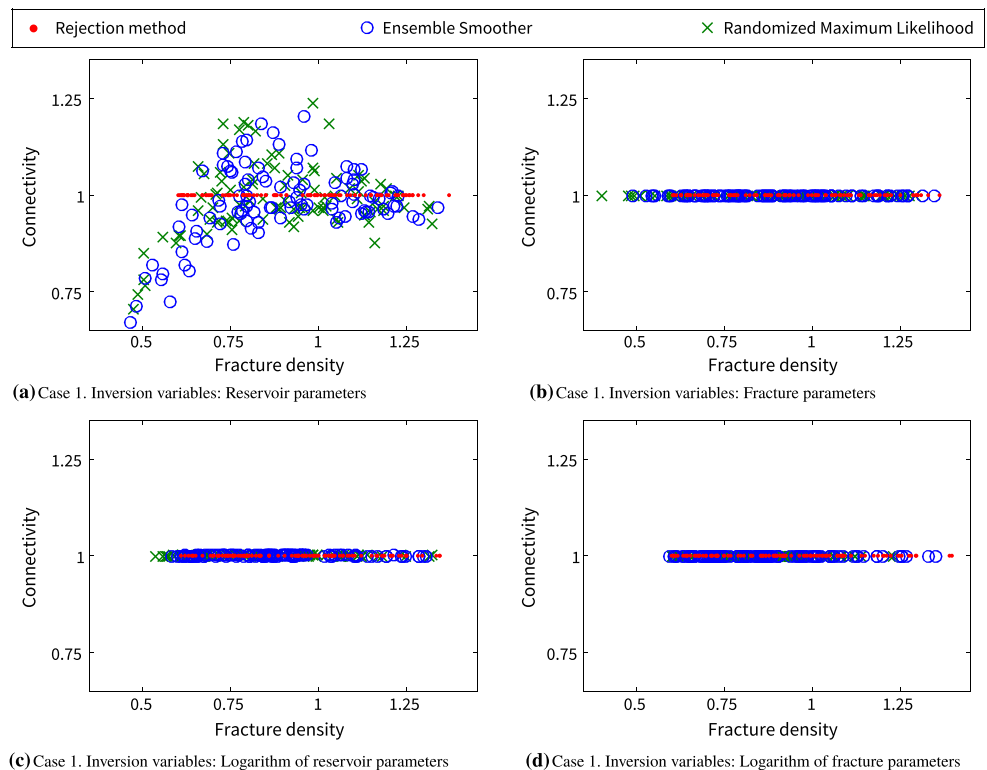 Rejection method Ensemble Smoother Randomized Maximum Likelihood
1.25
1
0.75
Connectivity
0.5 0.75 1 1.25
Fracture density
(a) Case 1. Inversion variables: Reservoir parameters
1.25
1
0.75
Connectivity
0.5 0.75 1 1.25
Fracture density
(b) Case 1. Inversion variables: Fracture parameters
1.25
1
0.75
Connectivity
0.5 0.75 1 1.25
Fracture density
(c) Case 1. Inversion variables: Logarithm of reservoir parameters
1.25
1
0.75
Connectivity
0.5 0.75 1 1.25
Fracture density
(d) Case 1. Inversion variables: Logarithm of fracture parameters